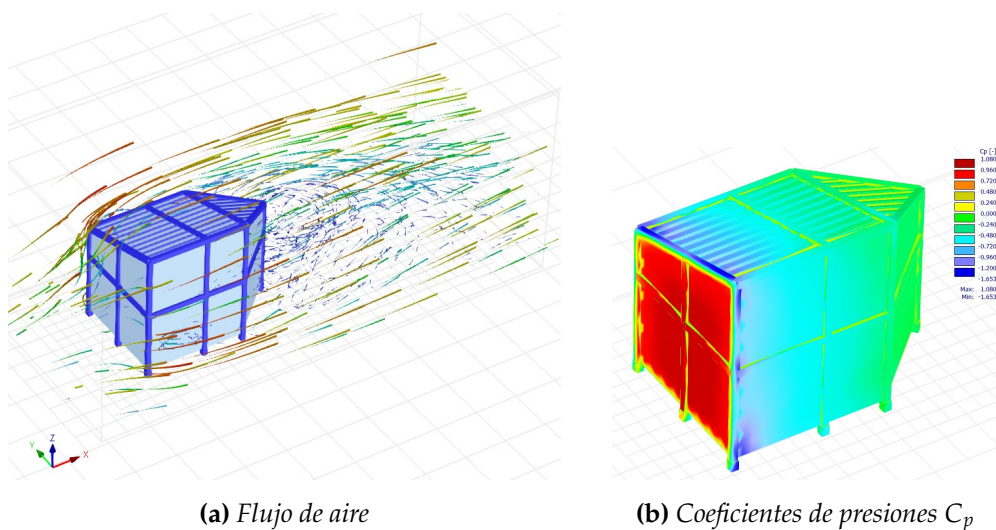 Cp [-]
1.080
0.960
0.720
0.480
0.240
0.000
-0.240
-0.480
-0.720
-0.960
-1.200
-1.653
Max: 1.080
Min: -1.653
Z
Y
X
(a) Flujo de aire
(b) Coeficientes de presiones Cp